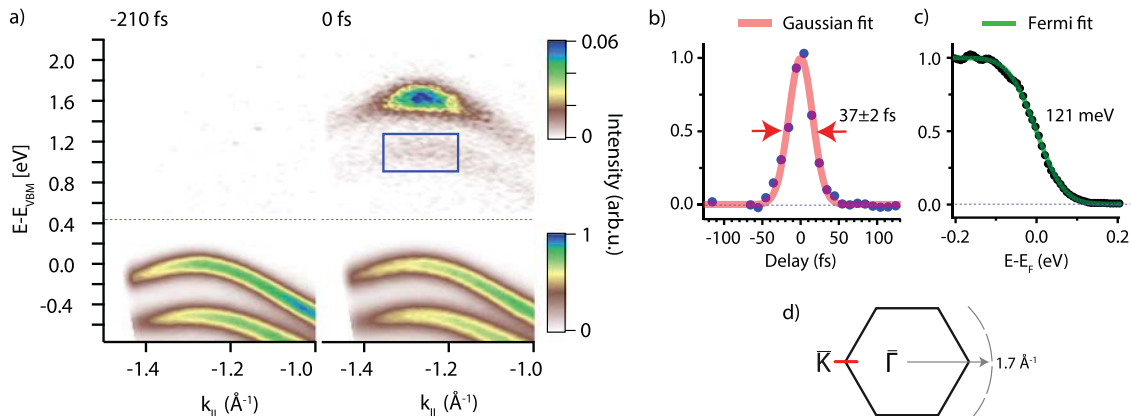 a)
-210 fs
0 fs
E-E_VBM [eV]
2.0
1.6
1.2
0.8
0.4
0.0
-0.4
-1.4
-1.2
-1.0
k_|| (Å⁻¹)
-1.4
-1.2
-1.0
k_|| (Å⁻¹)
0.06
0
Intensity (arb.u.)
1
0
b)
Gaussian fit
1.0
0.5
0.0
37±2 fs
-100
-50
0
50
100
Delay (fs)
c)
Fermi fit
1.0
0.5
0.0
121 meV
-0.2
0.0
0.2
E-E_F (eV)
d)
K̄
Γ̄
1.7 Å⁻¹